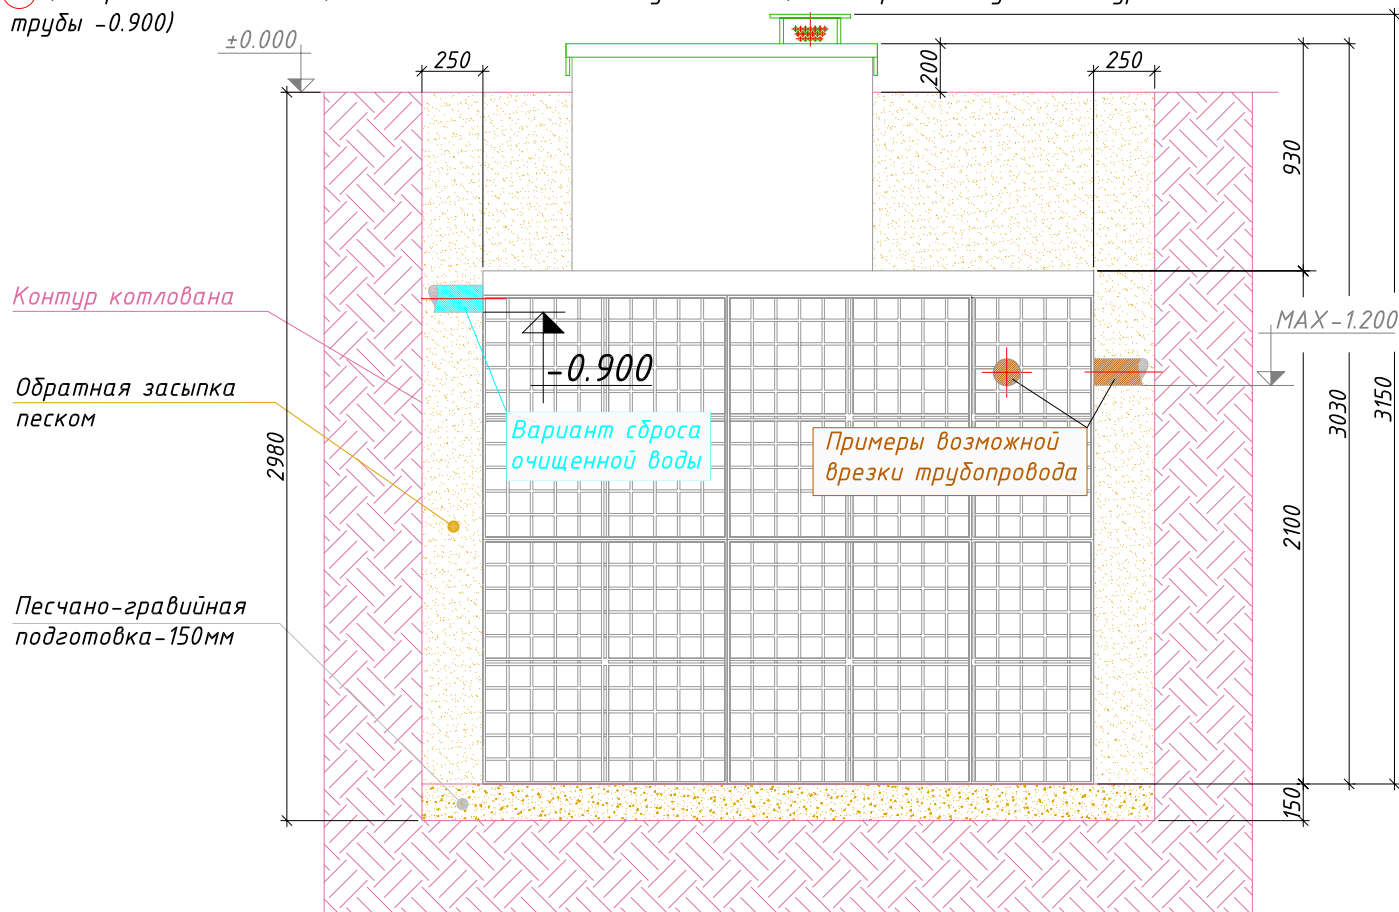 трубы -0.900)
±0.000
250
200
250
930
Контур котлована
MAX-1.200
-0.900
Обратная засыпка
песком
3150
3030
2980
Вариант сброса
очищенной воды
Примеры возможной
врезки трубопровода
2100
Песчано-гравийная
подготовка-150мм
150